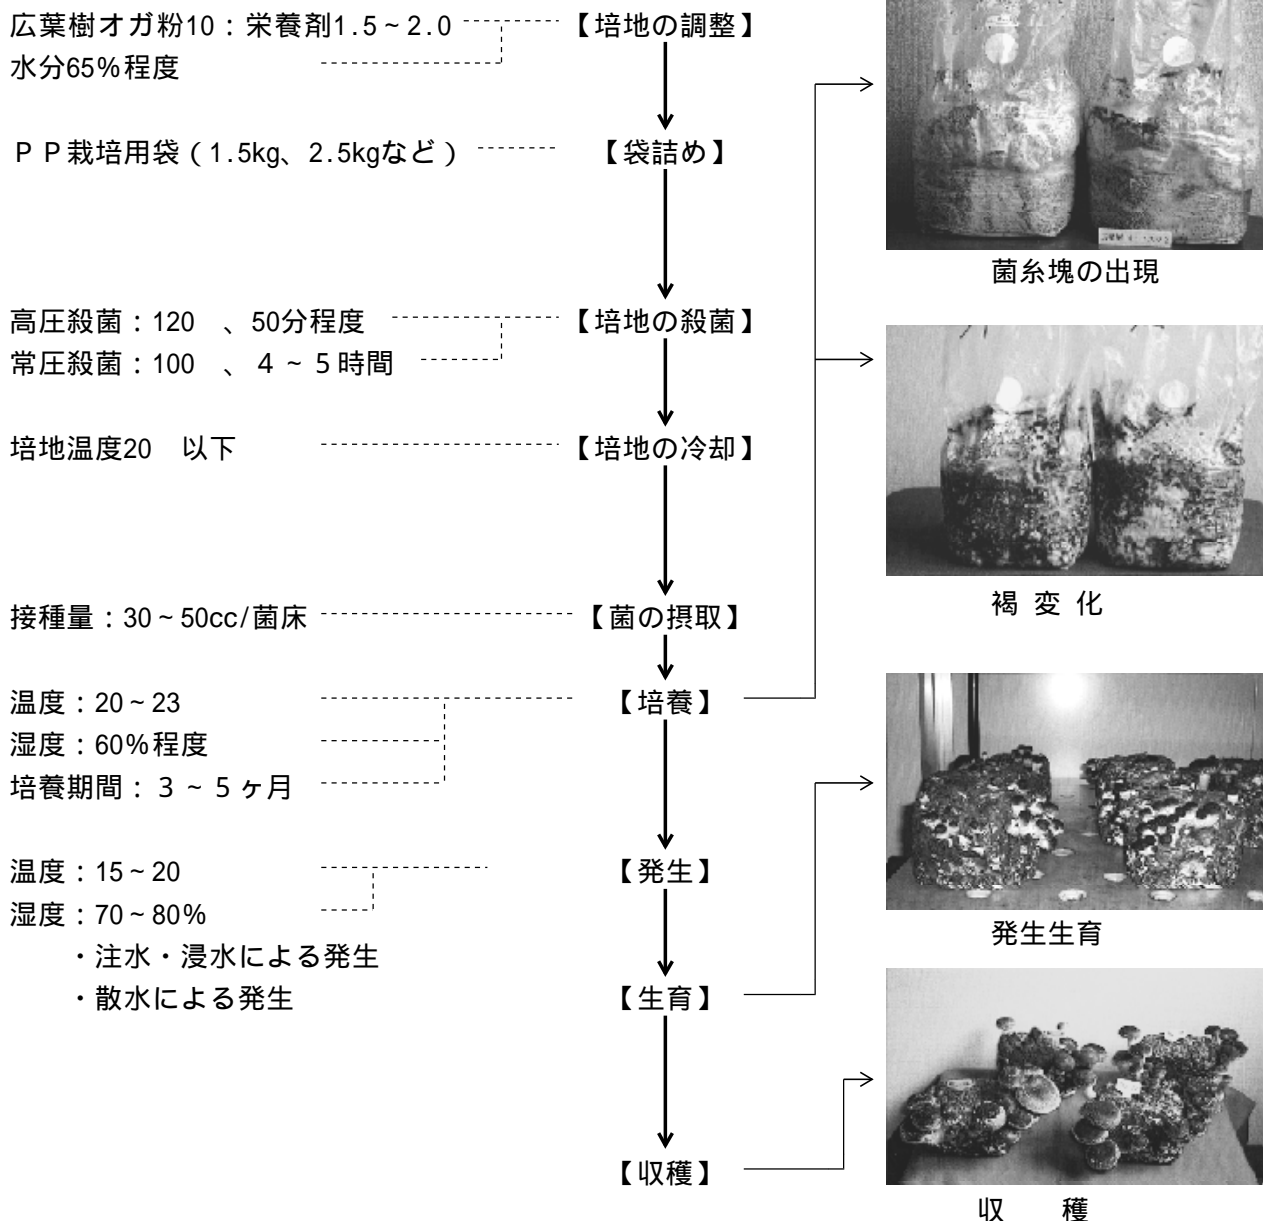 広葉樹オガ粉10：栄養剤1.5～2.0
【培地の調整】
水分65%程度
ＰＰ栽培用袋（1.5kg、2.5kgなど）
【袋詰め】
菌糸塊の出現
高圧殺菌：120　、50分程度
【培地の殺菌】
常圧殺菌：100　、４～５時間
培地温度20　以下
【培地の冷却】
褐 変 化
接種量：30～50cc/菌床
【菌の摂取】
温度：20～23
【培養】
湿度：60%程度
培養期間：３～５ヶ月
温度：15～20
【発生】
湿度：70～80%
発生生育
・注水・浸水による発生
・散水による発生
【生育】
【収穫】
収　穫